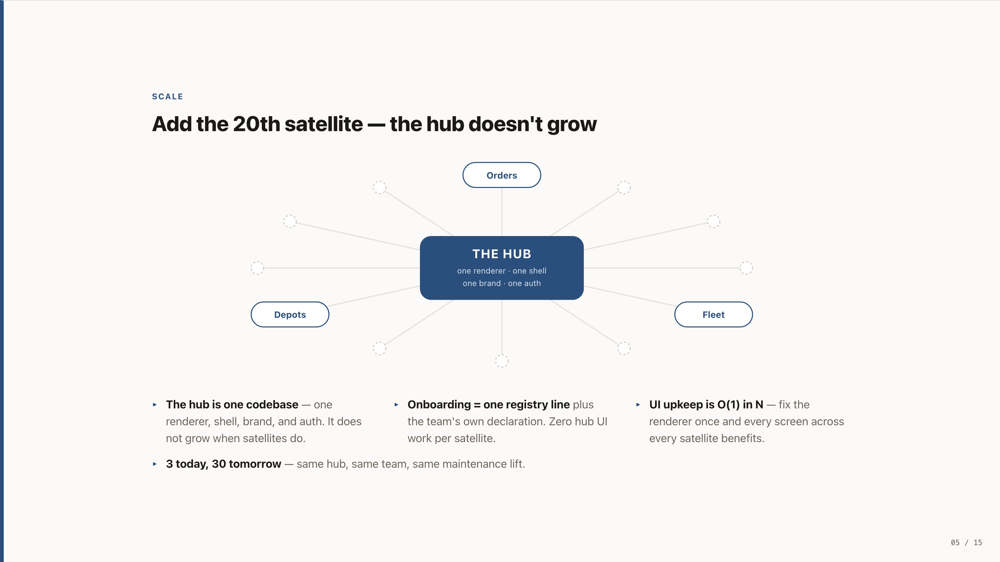 SCALE
Add the 20th satellite — the hub doesn't grow
Orders
THE HUB
one renderer · one shell
one brand · one auth
Depots
Fleet
▸ The hub is one codebase — one
renderer, shell, brand, and auth. It does
not grow when satellites do.
▸ Onboarding = one registry line plus
the team's own declaration. Zero hub UI
work per satellite.
▸ UI upkeep is O(1) in N — fix the
renderer once and every screen across
every satellite benefits.
▸ 3 today, 30 tomorrow — same hub, same team, same maintenance lift.
05 / 15